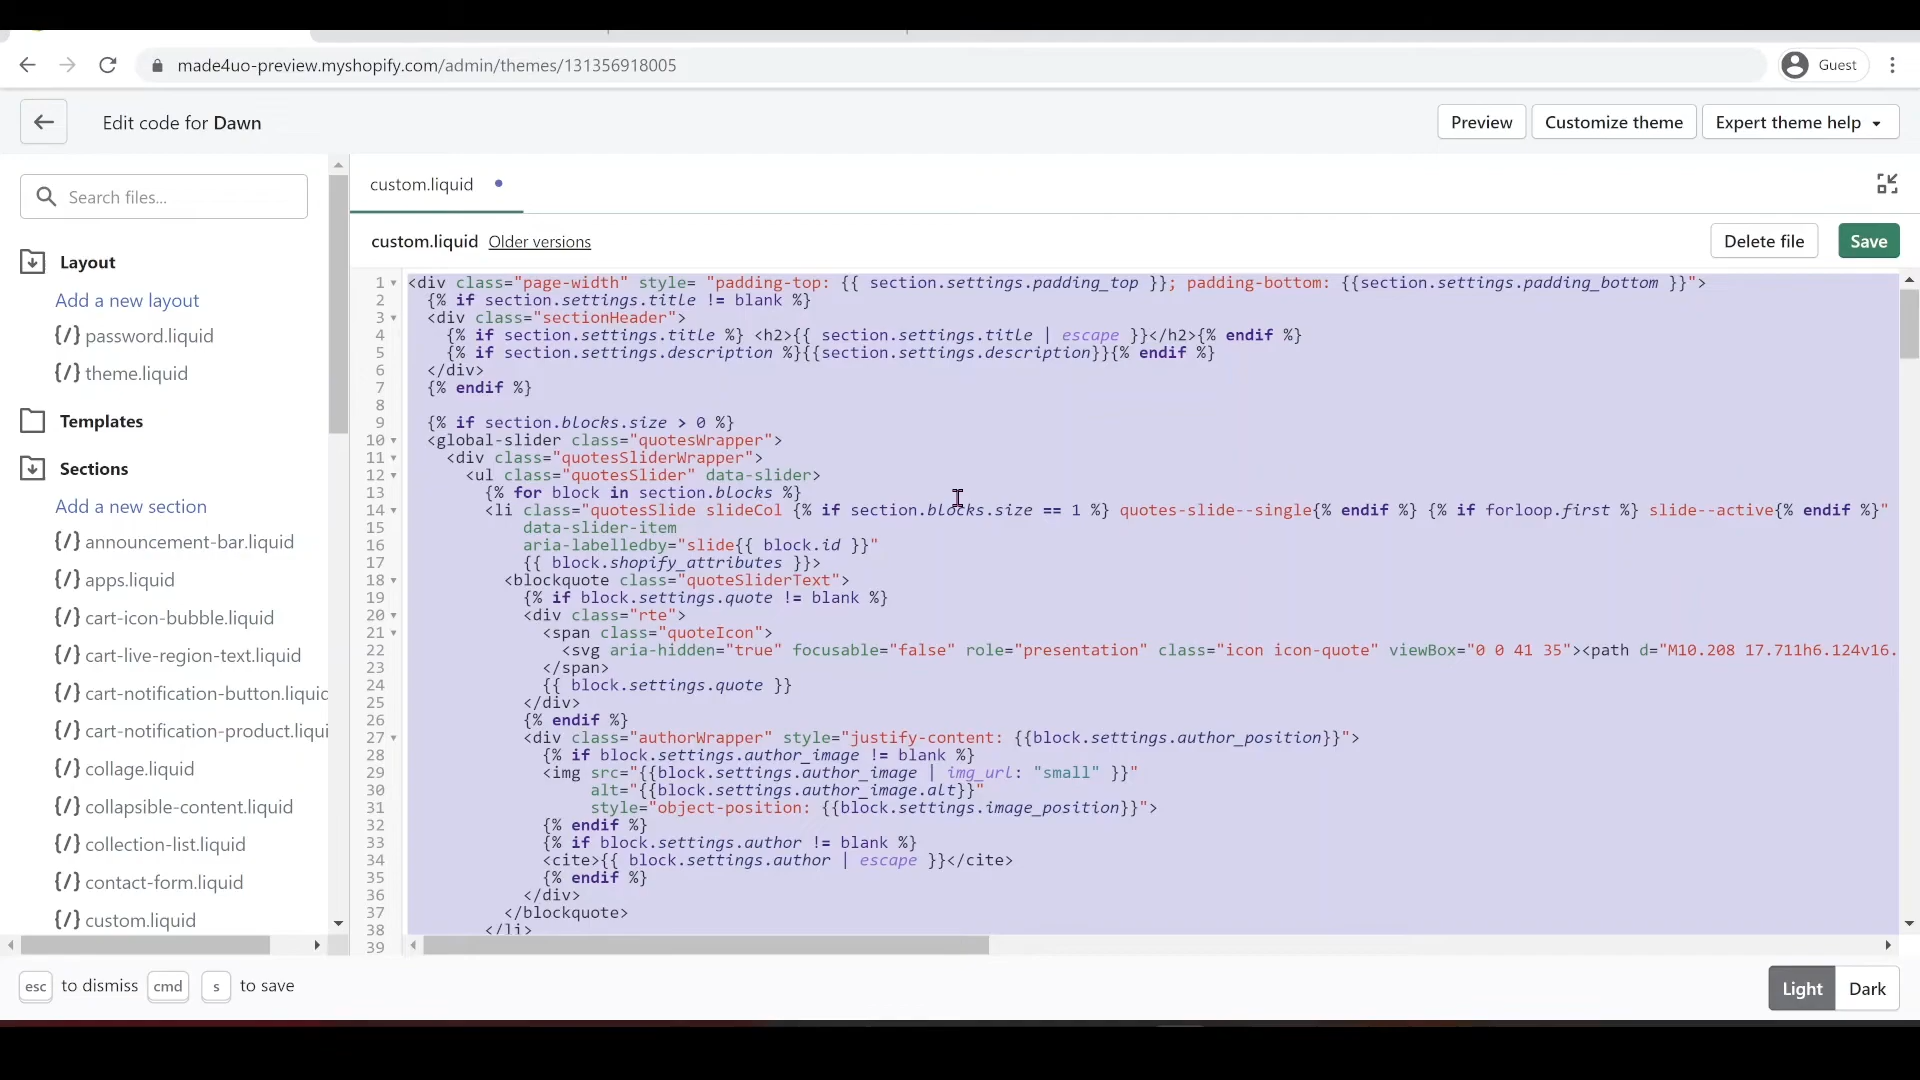 made4uo-preview.myshopify.com/admin/themes/131356918005
Guest
Edit code for Dawn
Preview
Customize theme
Expert theme help
Search files...
Layout
Add a new layout
{/} password.liquid
{/} theme.liquid
Templates
Sections
Add a new section
{/} announcement-bar.liquid
{/} apps.liquid
{/} cart-icon-bubble.liquid
{/} cart-live-region-text.liquid
{/} cart-notification-button.liquid
{/} cart-notification-product.liqui
{/} collage.liquid
{/} collapsible-content.liquid
{/} collection-list.liquid
{/} contact-form.liquid
{/} custom.liquid
custom.liquid
custom.liquid Older versions
Delete file
Save
1 <div class="page-width" style= "padding-top: {{ section.settings.padding_top }}; padding-bottom: {{section.settings.padding_bottom }}">
2 {% if section.settings.title != blank %}
3 <div class="sectionHeader">
4 {% if section.settings.title %} <h2>{{ section.settings.title | escape }}</h2>{% endif %}
5 {% if section.settings.description %}{{section.settings.description}}{% endif %}
6 </div>
7 {% endif %}
8
9 {% if section.blocks.size > 0 %}
10 <global-slider class="quotesWrapper">
11 <div class="quotesSliderWrapper">
12 <ul class="quotesSlider" data-slider>
13 {% for block in section.blocks %}
14 <li class="quotesSlide slideCol {% if section.blocks.size == 1 %} quotes-slide--single{% endif %} {% if forloop.first %} slide--active{% endif %}"
15 data-slider-item
16 aria-labelledby="slide{{ block.id }}"
17 {{ block.shopify_attributes }}>
18 <blockquote class="quoteSliderText">
19 {% if block.settings.quote != blank %}
20 <div class="rte">
21 <span class="quoteIcon">
22 <svg aria-hidden="true" focusable="false" role="presentation" class="icon icon-quote" viewBox="0 0 41 35"><path d="M10.208 17.711h6.124v16.
23 </span>
24 {{ block.settings.quote }}
25 </div>
26 {% endif %}
27 <div class="authorWrapper" style="justify-content: {{block.settings.author_position}}">
28 {% if block.settings.author_image != blank %}
29 <img src="{{block.settings.author_image | img_url: "small" }}"
30 alt="{{block.settings.author_image.alt}}"
31 style="object-position: {{block.settings.image_position}}">
32 {% endif %}
33 {% if block.settings.author != blank %}
34 <cite>{{ block.settings.author | escape }}</cite>
35 {% endif %}
36 </div>
37 </blockquote>
38 </li>
39
esc to dismiss cmd s to save
Light
Dark